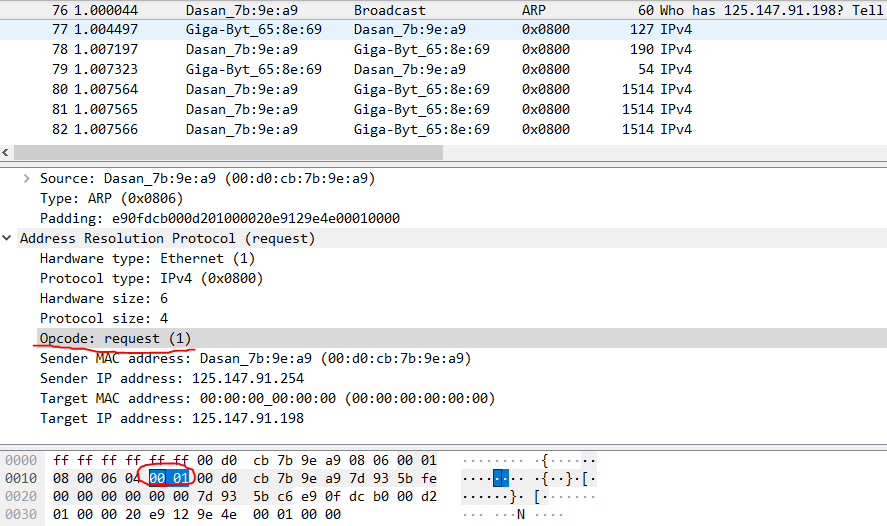 76 1.000044 Dasan_7b:9e:a9 Broadcast ARP 60 Who has 125.147.91.198? Tell
77 1.004497 Giga-Byt_65:8e:69 Dasan_7b:9e:a9 0x0800 127 IPv4
78 1.007197 Dasan_7b:9e:a9 Giga-Byt_65:8e:69 0x0800 190 IPv4
79 1.007323 Giga-Byt_65:8e:69 Dasan_7b:9e:a9 0x0800 54 IPv4
80 1.007564 Dasan_7b:9e:a9 Giga-Byt_65:8e:69 0x0800 1514 IPv4
81 1.007565 Dasan_7b:9e:a9 Giga-Byt_65:8e:69 0x0800 1514 IPv4
82 1.007566 Dasan_7b:9e:a9 Giga-Byt_65:8e:69 0x0800 1514 IPv4
Source: Dasan_7b:9e:a9 (00:d0:cb:7b:9e:a9)
Type: ARP (0x0806)
Padding: e90fdcb000d201000020e9129e4e00010000
Address Resolution Protocol (request)
Hardware type: Ethernet (1)
Protocol type: IPv4 (0x0800)
Hardware size: 6
Protocol size: 4
Opcode: request (1)
Sender MAC address: Dasan_7b:9e:a9 (00:d0:cb:7b:9e:a9)
Sender IP address: 125.147.91.254
Target MAC address: 00:00:00_00:00:00 (00:00:00:00:00:00)
Target IP address: 125.147.91.198
0000 ff ff ff ff ff ff 00 d0 cb 7b 9e a9 08 06 00 01 ········ ·{······
0010 08 00 06 04 00 01 00 d0 cb 7b 9e a9 7d 93 5b fe ········ ·{··}·[·
0020 00 00 00 00 00 00 7d 93 5b c6 e9 0f dc b0 00 d2 ······}· [·······
0030 01 00 00 20 e9 12 9e 4e 00 01 00 00 ··· ···N ····